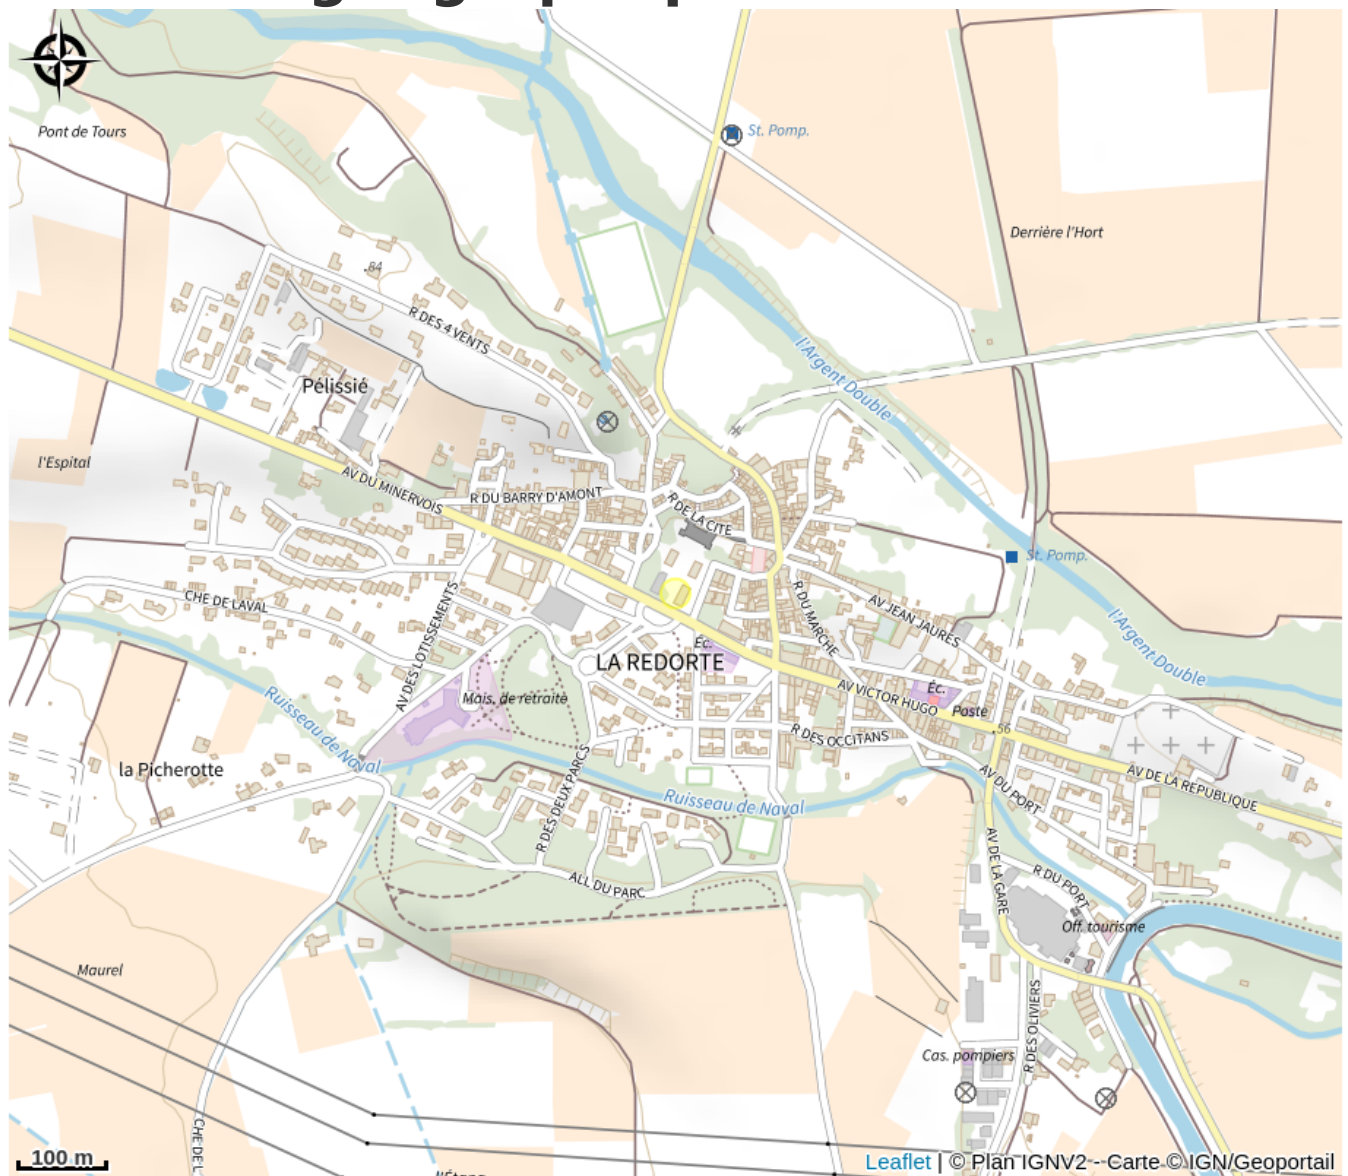 St. Pomp.
Pont de Tours
Derrière l'Hort
84
R DES 4 VENTS
l'Argent Double
Pélissié
l'Espital
AV DU MINERVOIS
R DU BARRY D'AMONT
R DE LA CITE
St. Pomp.
CHE DE LAVAL
AV DES LOTISSEMENTS
R DU MARCHE
AV JEAN JAURÈS
l'Argent Double
Éc.
LA REDORTE
Mais. de retraite
AV VICTOR HUGO
Éc.
Poste
56
Ruisseau de Naval
R DES OCCITANS
la Picherotte
AV DU PORT
AV DE LA REPUBLIQUE
Ruisseau de Naval
R DES DEUX PARCS
AV DE LA GARE
ALL DU PARC
R DU PORT
Off. tourisme
Maurel
R DES OLIVIERS
Cas. pompiers
CHE DE L
100 m
Leaflet | © Plan IGNV2 - Carte © IGN/Geoportail